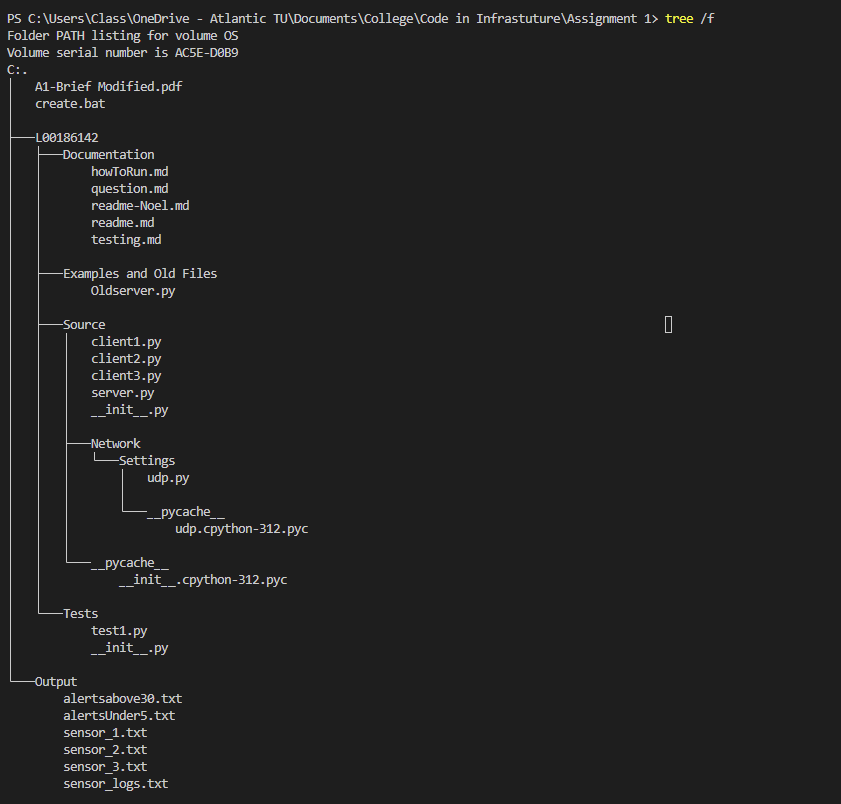 PS C:\Users\Class\OneDrive - Atlantic TU\Documents\College\Code in Infrastuture\Assignment 1> tree /f
Folder PATH listing for volume OS
Volume serial number is AC5E-D0B9
C:.
│   A1-Brief Modified.pdf
│   create.bat
│
├───L00186142
│   ├───Documentation
│   │       howToRun.md
│   │       question.md
│   │       readme-Noel.md
│   │       readme.md
│   │       testing.md
│   │
│   ├───Examples and Old Files
│   │       Oldserver.py
│   │
│   ├───Source
│   │   │   client1.py
│   │   │   client2.py
│   │   │   client3.py
│   │   │   server.py
│   │   │   __init__.py
│   │   │
│   │   ├───Network
│   │   │   └───Settings
│   │   │       │   udp.py
│   │   │       │
│   │   │       └───__pycache__
│   │   │               udp.cpython-312.pyc
│   │   │
│   │   └───__pycache__
│   │           __init__.cpython-312.pyc
│   │
│   └───Tests
│           test1.py
│           __init__.py
│
└───Output
        alertsabove30.txt
        alertsUnder5.txt
        sensor_1.txt
        sensor_2.txt
        sensor_3.txt
        sensor_logs.txt